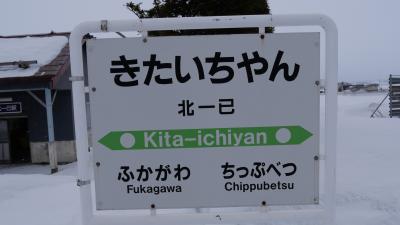 きたいちやん
北一已
Kita-ichiyan
ふかがわ ちっぷべつ
Fukagawa Chippubetsu